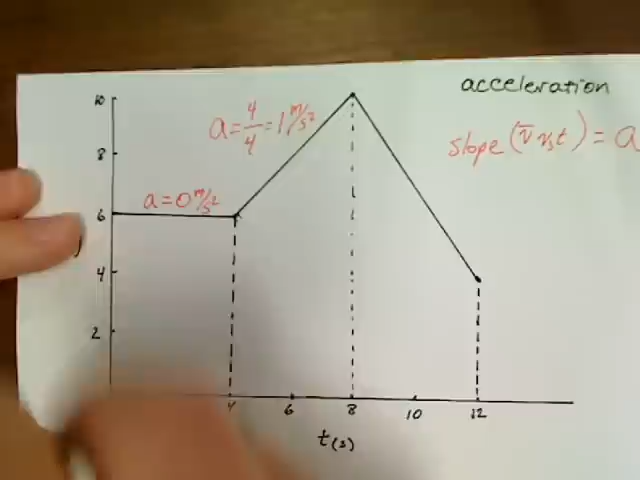 acceleration
slope (v̄ vs t) = a
a = 4/4 = 1 m/s²
a = 0 m/s²
10
8
6
4
2
4 6 8 10 12
t(s)